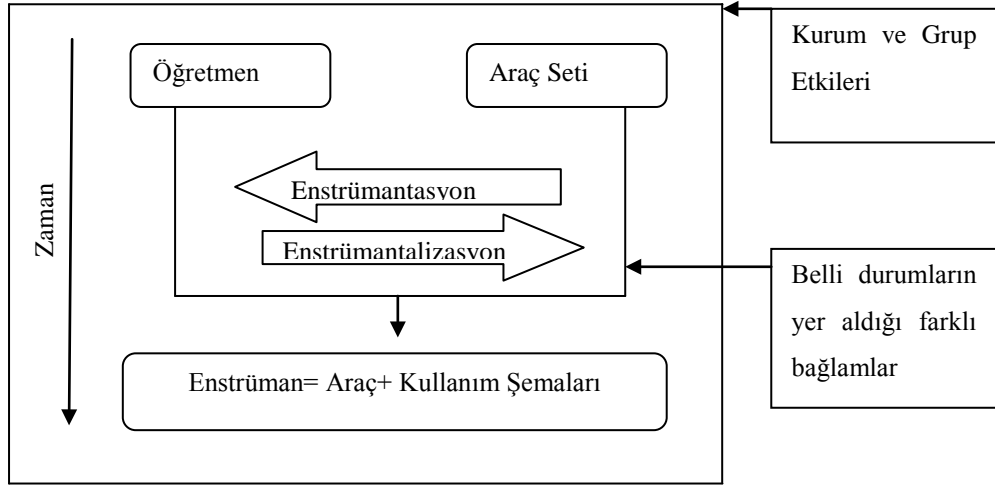 Öğretmen
Araç Seti
Kurum ve Grup
Etkileri
Zaman
Enstrümantasyon
Enstrümantalizasyon
Belli durumların
yer aldığı farklı
bağlamlar
Enstrüman= Araç+ Kullanım Şemaları